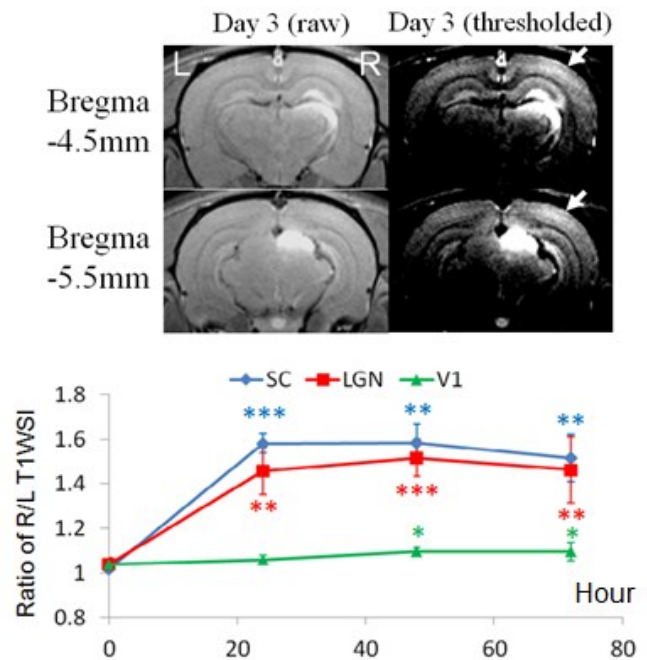 Day 3 (raw) Day 3 (thresholded)
L R
Bregma
-4.5mm
Bregma
-5.5mm
SC LGN V1
Ratio of R/L T1WSI
1.8
1.6
1.4
1.2
1
0.8
*** ** **
** *** **
* *
Hour
0 20 40 60 80